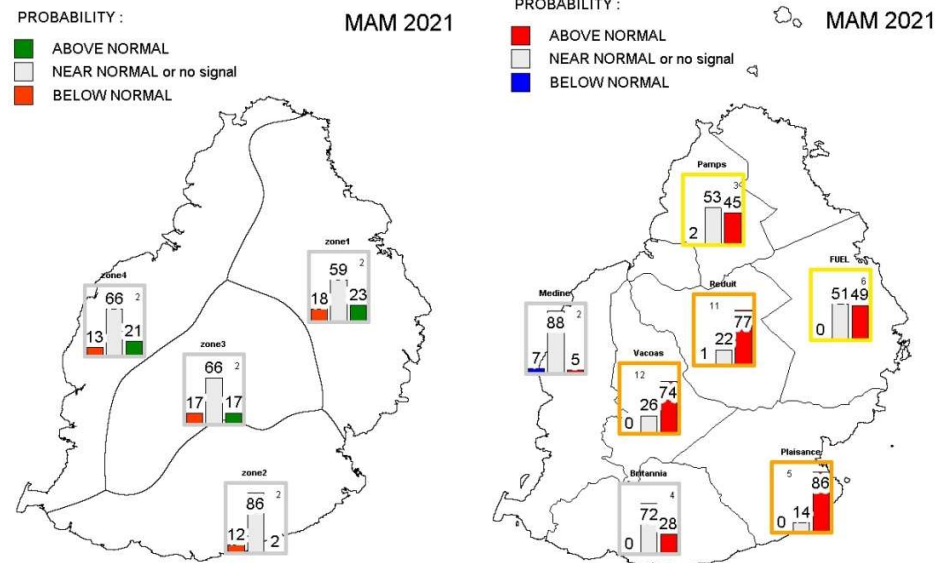 PROBABILITY :
MAM 2021
ABOVE NORMAL
NEAR NORMAL or no signal
BELOW NORMAL
zone1
2
59
18
23
zone4
2
66
13
21
zone3
2
66
17
17
zone2
2
86
12
2
PROBABILITY :
MAM 2021
ABOVE NORMAL
NEAR NORMAL or no signal
BELOW NORMAL
Pamps
53
45
2
FUEL
6
51 49
0
Reduit
11
77
22
1
Medine
2
88
7
5
Vacoas
12
74
26
0
Plaisance
5
86
14
0
Britannia
4
72
28
0